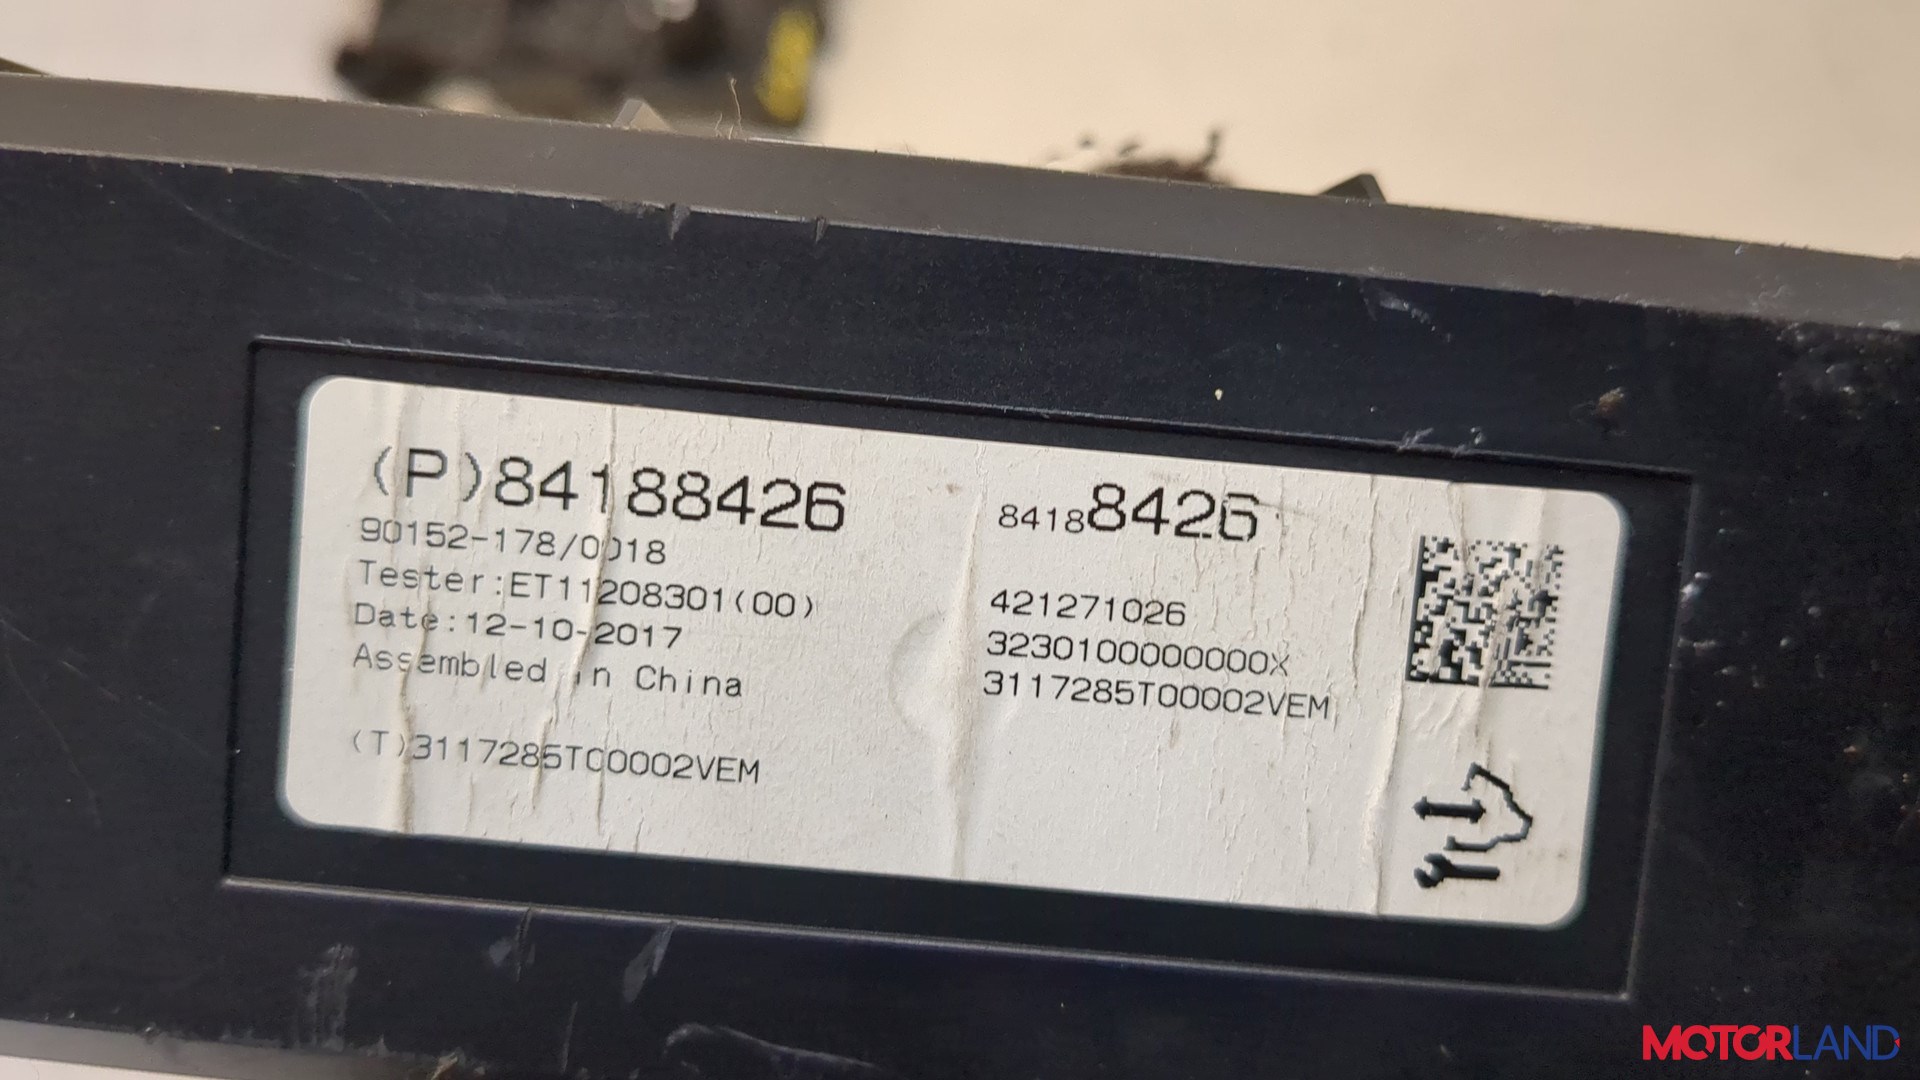 (P)84188426
90152-178/0018
Tester:ET11208301(00)
Date:12-10-2017
Assembled in China
(T)3117285T00002VEM
84188426
421271026
3230100000000X
3117285T00002VEM
MOTORLAND